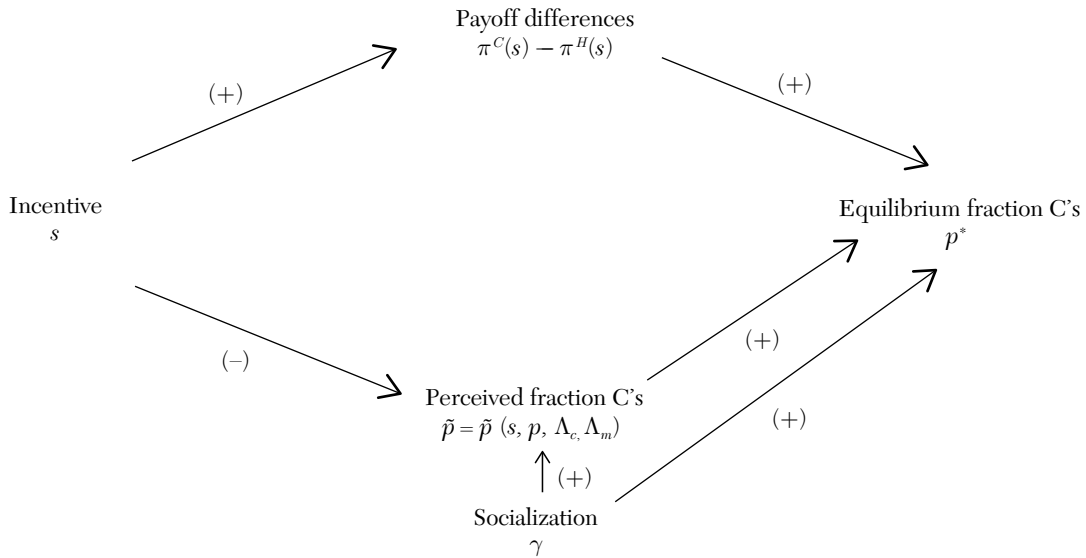 Payoff differences
π^C(s) – π^H(s)
(+)
(+)
Incentive
s
Equilibrium fraction C's
p*
(–)
(+)
Perceived fraction C's
p̃ = p̃ (s, p, Λ_c, Λ_m)
(+)
(+)
Socialization
γ